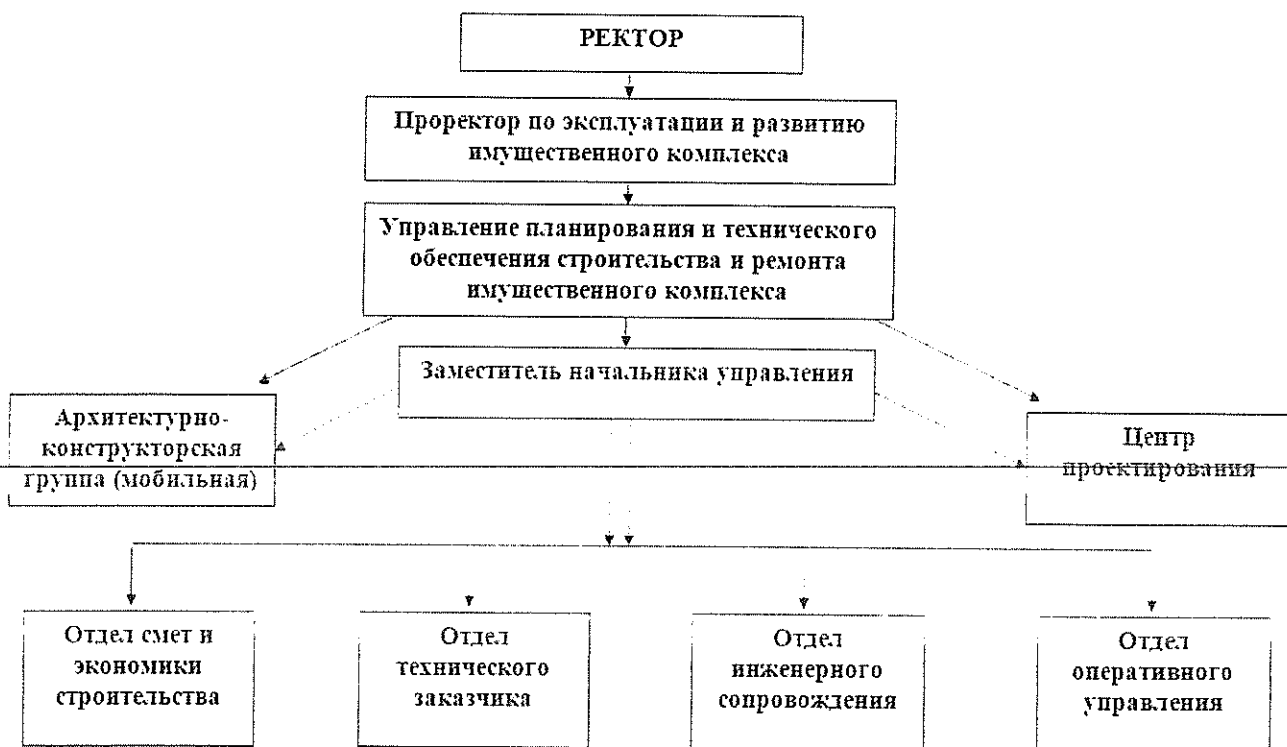 РЕКТОР
Проректор по эксплуатации и развитию
имущественного комплекса
Управление планирования и технического
обеспечения строительства и ремонта
имущественного комплекса
Заместитель начальника управления
Архитектурно-
конструкторская
группа (мобильная)
Центр
проектирования
Отдел смет и
экономики
строительства
Отдел
технического
заказчика
Отдел
инженерного
сопровождения
Отдел
оперативного
управления